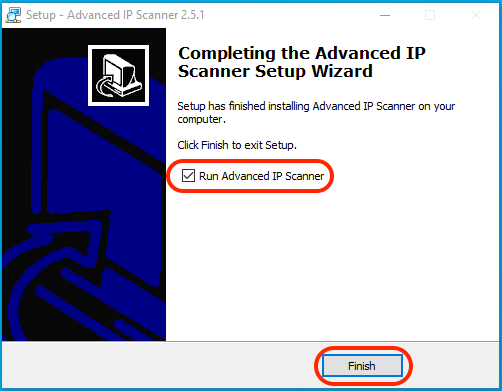 Setup - Advanced IP Scanner 2.5.1
Completing the Advanced IP
Scanner Setup Wizard
Setup has finished installing Advanced IP Scanner on your
computer.
Click Finish to exit Setup.
Run Advanced IP Scanner
Finish